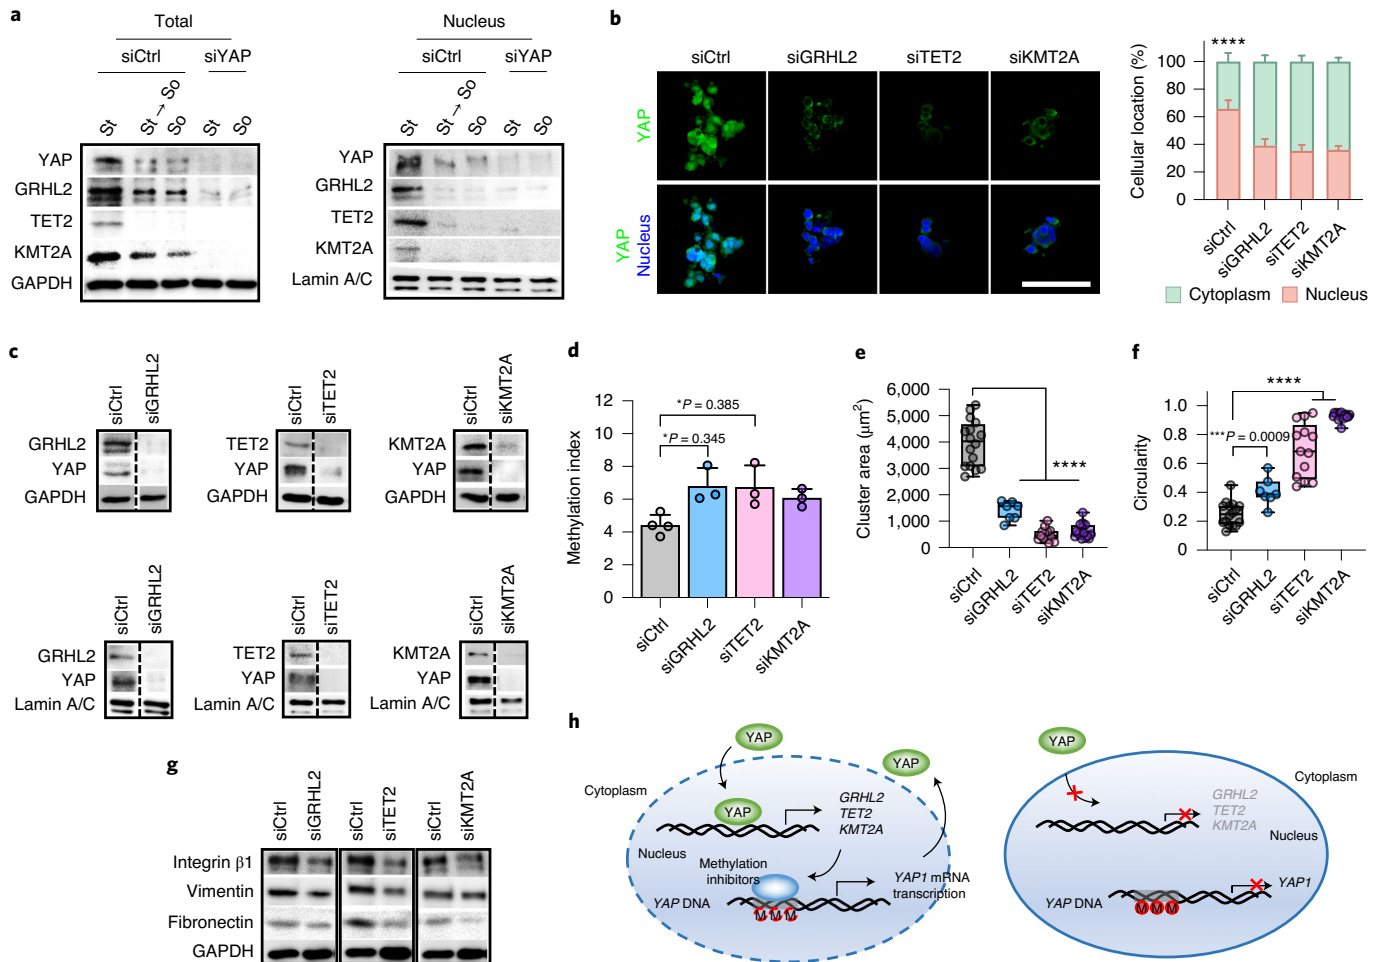 a
Total
siCtrl
siYAP
St
St → So
So
St
So
YAP
GRHL2
TET2
KMT2A
GAPDH
Nucleus
siCtrl
siYAP
St
St → So
So
St
So
YAP
GRHL2
TET2
KMT2A
Lamin A/C
b
siCtrl
siGRHL2
siTET2
siKMT2A
YAP
YAP
Nucleus
Cellular location (%)
100
80
60
40
20
0
****
siCtrl
siGRHL2
siTET2
siKMT2A
Cytoplasm
Nucleus
c
siCtrl
siGRHL2
GRHL2
YAP
GAPDH
siCtrl
siTET2
TET2
YAP
GAPDH
siCtrl
siKMT2A
KMT2A
YAP
GAPDH
siCtrl
siGRHL2
GRHL2
YAP
Lamin A/C
siCtrl
siTET2
TET2
YAP
Lamin A/C
siCtrl
siKMT2A
KMT2A
YAP
Lamin A/C
d
Methylation index
12
10
8
6
4
2
0
*P = 0.385
*P = 0.345
siCtrl
siGRHL2
siTET2
siKMT2A
e
Cluster area (μm²)
6,000
5,000
4,000
3,000
2,000
1,000
0
****
siCtrl
siGRHL2
siTET2
siKMT2A
f
Circularity
1.0
0.8
0.6
0.4
0.2
0
****
***P = 0.0009
siCtrl
siGRHL2
siTET2
siKMT2A
g
siCtrl
siGRHL2
siCtrl
siTET2
siCtrl
siKMT2A
Integrin β1
Vimentin
Fibronectin
GAPDH
h
YAP
YAP
Cytoplasm
YAP
GRHL2
TET2
KMT2A
Nucleus
Methylation
inhibitors
YAP1 mRNA
transcription
YAP DNA
M M M
YAP
Cytoplasm
GRHL2
TET2
KMT2A
Nucleus
YAP1
YAP DNA
M M M